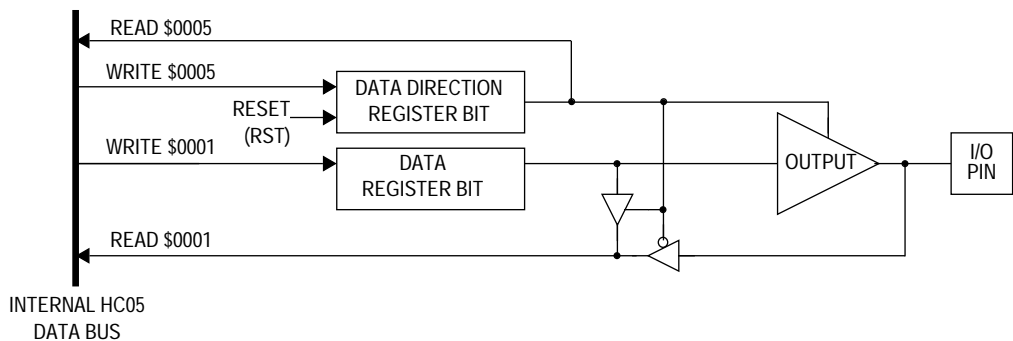 READ $0005
WRITE $0005
DATA DIRECTION
REGISTER BIT
RESET
(RST)
WRITE $0001
DATA
REGISTER BIT
OUTPUT
I/O
PIN
READ $0001
INTERNAL HC05
DATA BUS